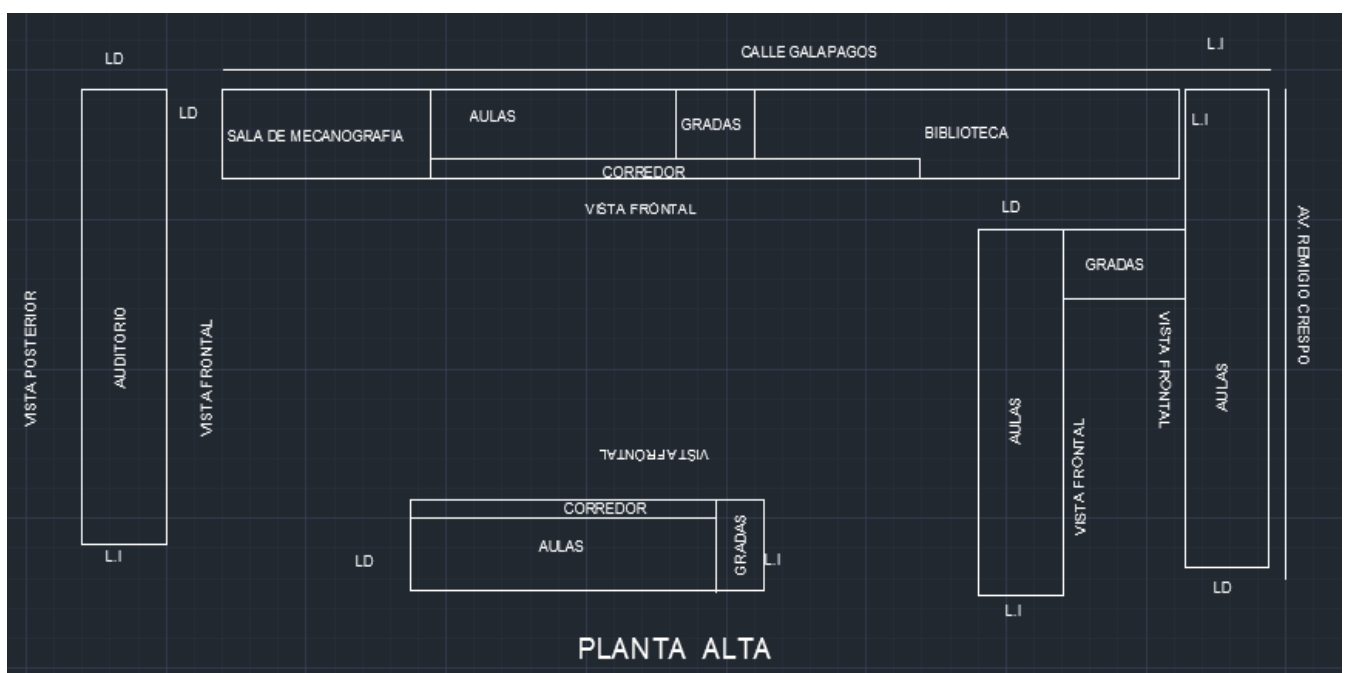 CALLE GALAPAGOS
L.I
LD
LD
SALA DE MECANOGRAFIA
AULAS
GRADAS
BIBLIOTECA
L.I
CORREDOR
VISTA FRONTAL
LD
GRADAS
AV. REMIGIO CRESPO
VISTA POSTERIOR
AUDITORIO
VISTA FRONTAL
VISTA FRONTAL
AULAS
AULAS
VISTA FRONTAL
VISTA FRONTAL
CORREDOR
AULAS
GRADAS
LD
L.I
L.I
L.I
LD
PLANTA ALTA